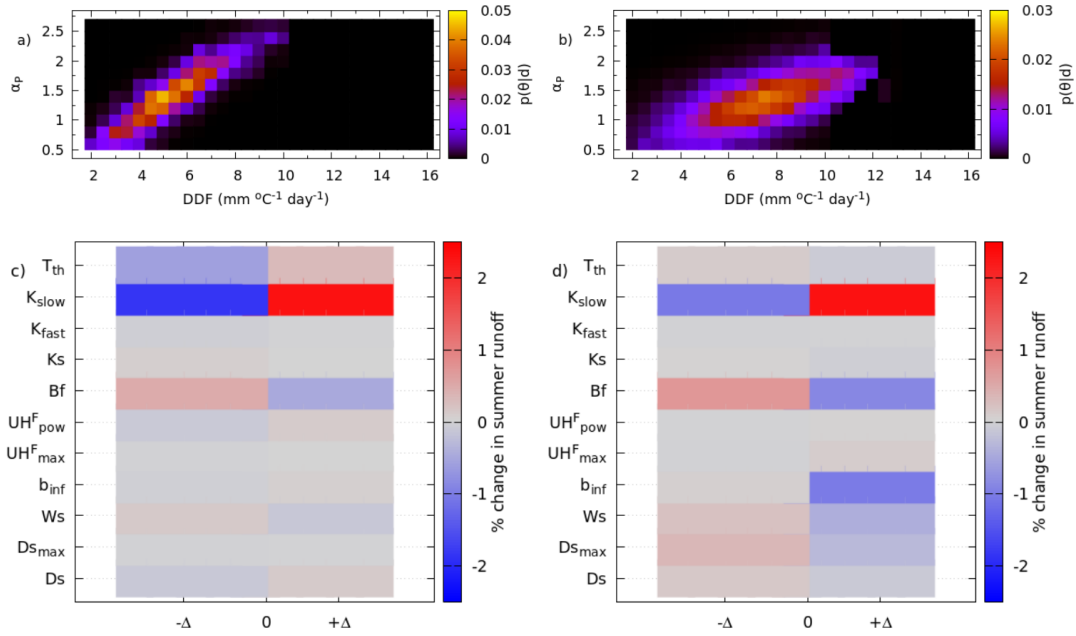 a)
αP
2.5
2
1.5
1
0.5
2 4 6 8 10 12 14 16
DDF (mm ºC-1 day-1)
0.05
0.04
0.03
0.02
0.01
0
p(θ|d)
b)
αP
2.5
2
1.5
1
0.5
2 4 6 8 10 12 14 16
DDF (mm ºC-1 day-1)
0.03
0.02
0.01
0
p(θ|d)
c)
Tth
Kslow
Kfast
Ks
Bf
UHFpow
UHFmax
binf
Ws
Dsmax
Ds
-Δ 0 +Δ
2
1
0
-1
-2
% change in summer runoff
d)
Tth
Kslow
Kfast
Ks
Bf
UHFpow
UHFmax
binf
Ws
Dsmax
Ds
-Δ 0 +Δ
2
1
0
-1
-2
% change in summer runoff